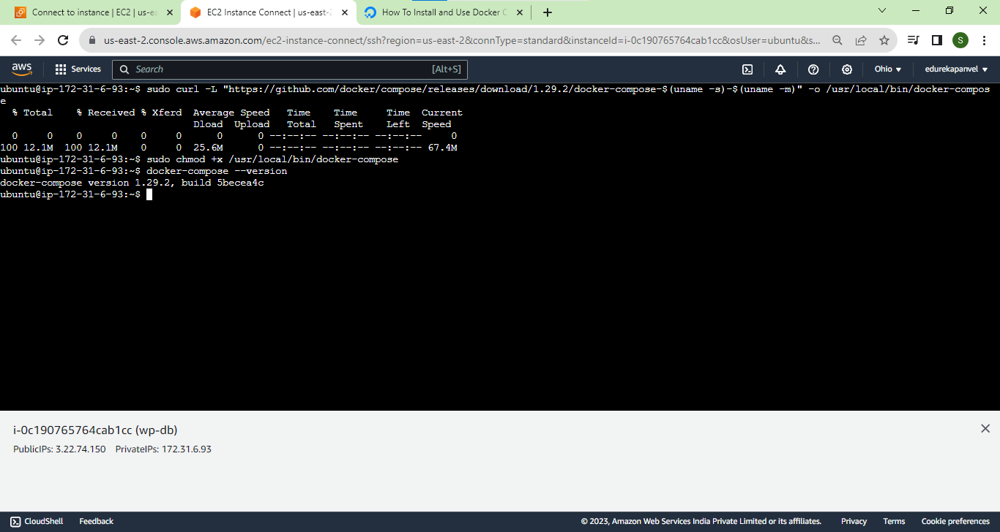 Connect to instance | EC2 | us-ea
EC2 Instance Connect | us-east-2
How To Install and Use Docker C
us-east-2.console.aws.amazon.com/ec2-instance-connect/ssh?region=us-east-2&connType=standard&instanceId=i-0c190765764cab1cc&osUser=ubuntu&s...
S
aws
Services
Search
[Alt+S]
Ohio
edurekapanvel
ubuntu@ip-172-31-6-93:~$ sudo curl -L "https://github.com/docker/compose/releases/download/1.29.2/docker-compose-$(uname -s)-$(uname -m)" -o /usr/local/bin/docker-compos
e
  % Total    % Received % Xferd  Average Speed   Time    Time     Time  Current
                                 Dload  Upload   Total   Spent    Left  Speed
  0     0    0     0    0     0      0      0 --:--:-- --:--:-- --:--:--     0
100 12.1M  100 12.1M    0     0  25.6M      0 --:--:-- --:--:-- --:--:-- 67.4M
ubuntu@ip-172-31-6-93:~$ sudo chmod +x /usr/local/bin/docker-compose
ubuntu@ip-172-31-6-93:~$ docker-compose --version
docker-compose version 1.29.2, build 5becea4c
ubuntu@ip-172-31-6-93:~$
i-0c190765764cab1cc (wp-db)
PublicIPs: 3.22.74.150 PrivateIPs: 172.31.6.93
CloudShell
Feedback
© 2023, Amazon Web Services India Private Limited or its affiliates.
Privacy
Terms
Cookie preferences